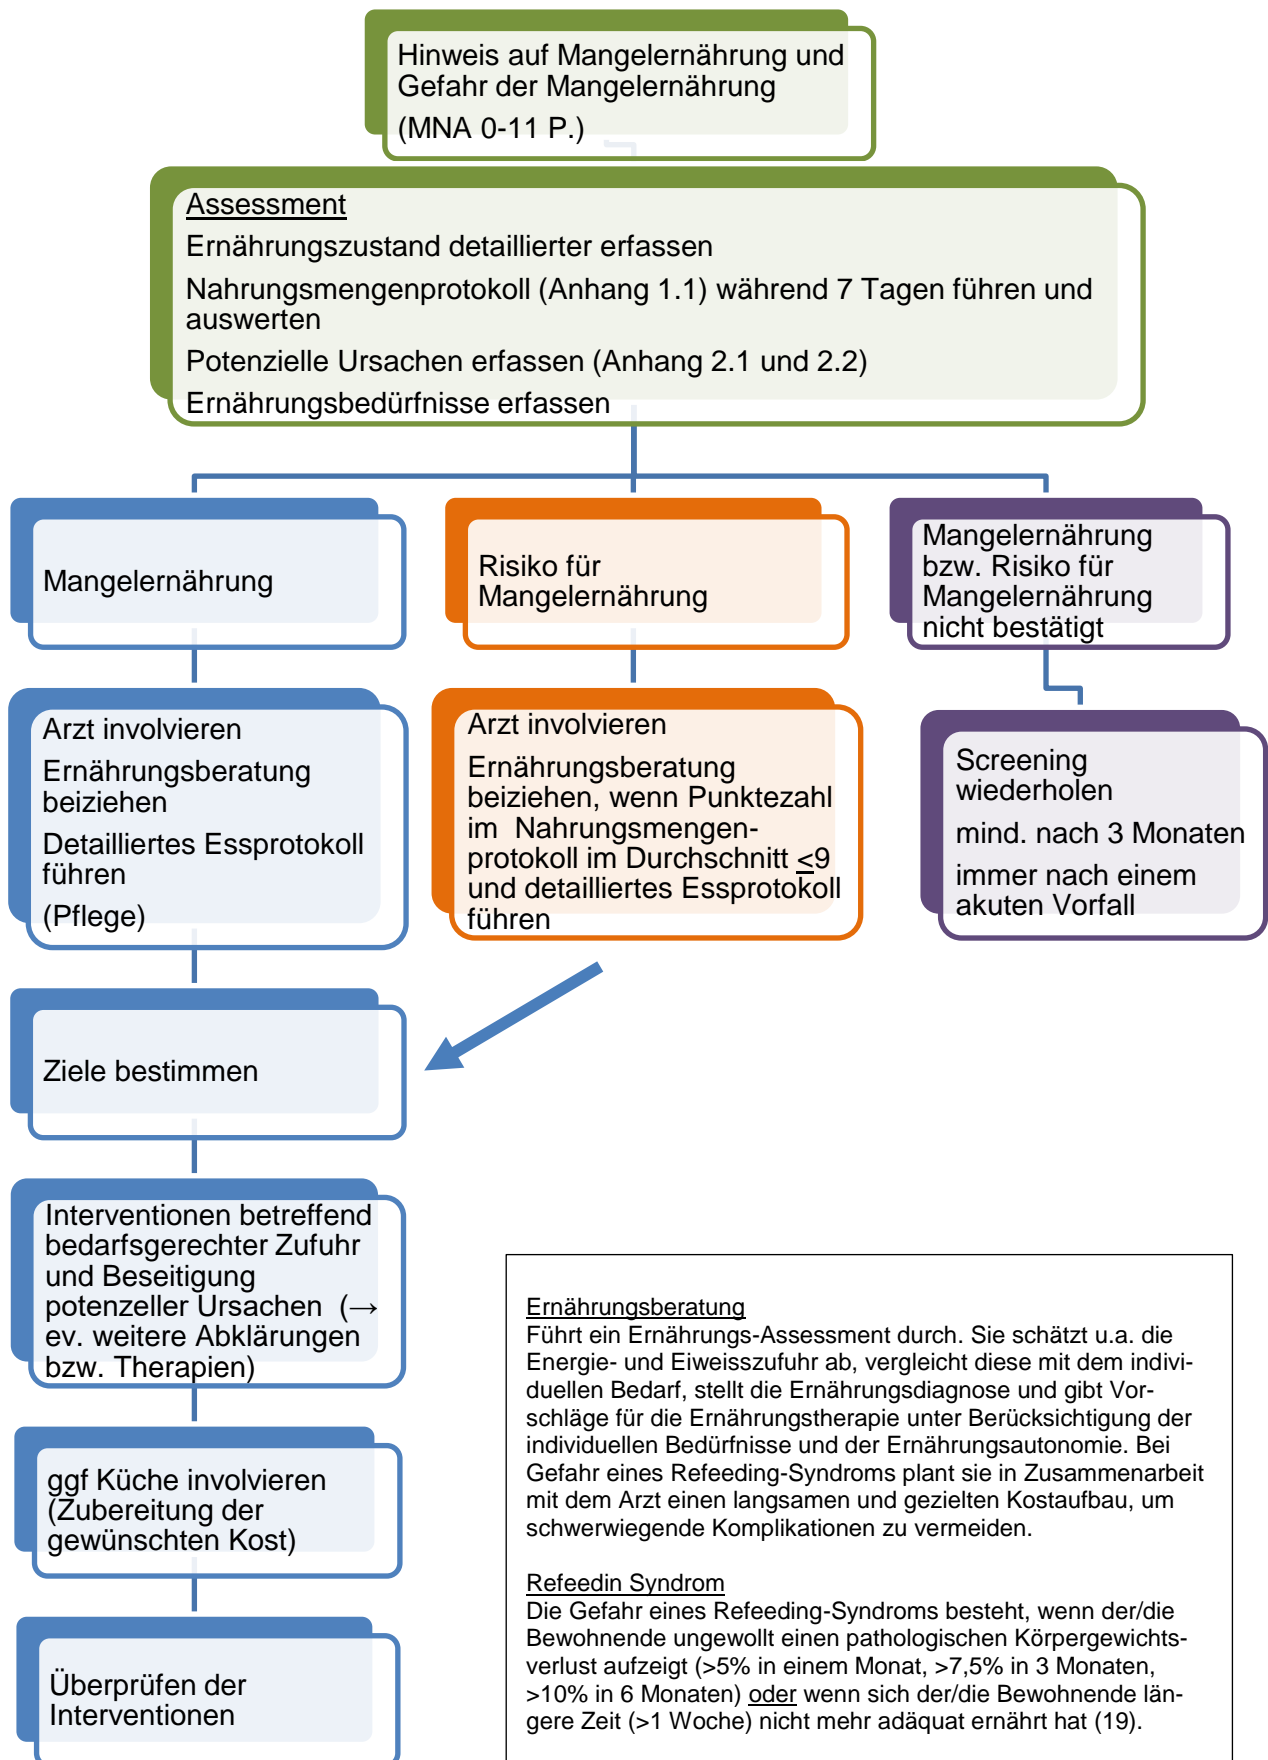 Hinweis auf Mangelernährung und
Gefahr der Mangelernährung
(MNA 0-11 P.)
Assessment
Ernährungszustand detaillierter erfassen
Nahrungsmengenprotokoll (Anhang 1.1) während 7 Tagen führen und
auswerten
Potenzielle Ursachen erfassen (Anhang 2.1 und 2.2)
Ernährungsbedürfnisse erfassen
Mangelernährung
Risiko für
Mangelernährung
Mangelernährung
bzw. Risiko für
Mangelernährung
nicht bestätigt
Arzt involvieren
Ernährungsberatung
beiziehen
Detailliertes Essprotokoll
führen
(Pflege)
Arzt involvieren
Ernährungsberatung
beiziehen, wenn Punktezahl
im Nahrungsmengen-
protokoll im Durchschnitt <9
und detailliertes Essprotokoll
führen
Screening
wiederholen
mind. nach 3 Monaten
immer nach einem
akuten Vorfall
Ziele bestimmen
Interventionen betreffend
bedarfsgerechter Zufuhr
und Beseitigung
potenzeller Ursachen (→
ev. weitere Abklärungen
bzw. Therapien)
ggf Küche involvieren
(Zubereitung der
gewünschten Kost)
Überprüfen der
Interventionen
Ernährungsberatung
Führt ein Ernährungs-Assessment durch. Sie schätzt u.a. die
Energie- und Eiweisszufuhr ab, vergleicht diese mit dem indivi-
duellen Bedarf, stellt die Ernährungsdiagnose und gibt Vor-
schläge für die Ernährungstherapie unter Berücksichtigung der
individuellen Bedürfnisse und der Ernährungsautonomie. Bei
Gefahr eines Refeeding-Syndroms plant sie in Zusammenarbeit
mit dem Arzt einen langsamen und gezielten Kostaufbau, um
schwerwiegende Komplikationen zu vermeiden.
Refeedin Syndrom
Die Gefahr eines Refeeding-Syndroms besteht, wenn der/die
Bewohnende ungewollt einen pathologischen Körpergewichts-
verlust aufzeigt (>5% in einem Monat, >7,5% in 3 Monaten,
>10% in 6 Monaten) oder wenn sich der/die Bewohnende län-
gere Zeit (>1 Woche) nicht mehr adäquat ernährt hat (19).